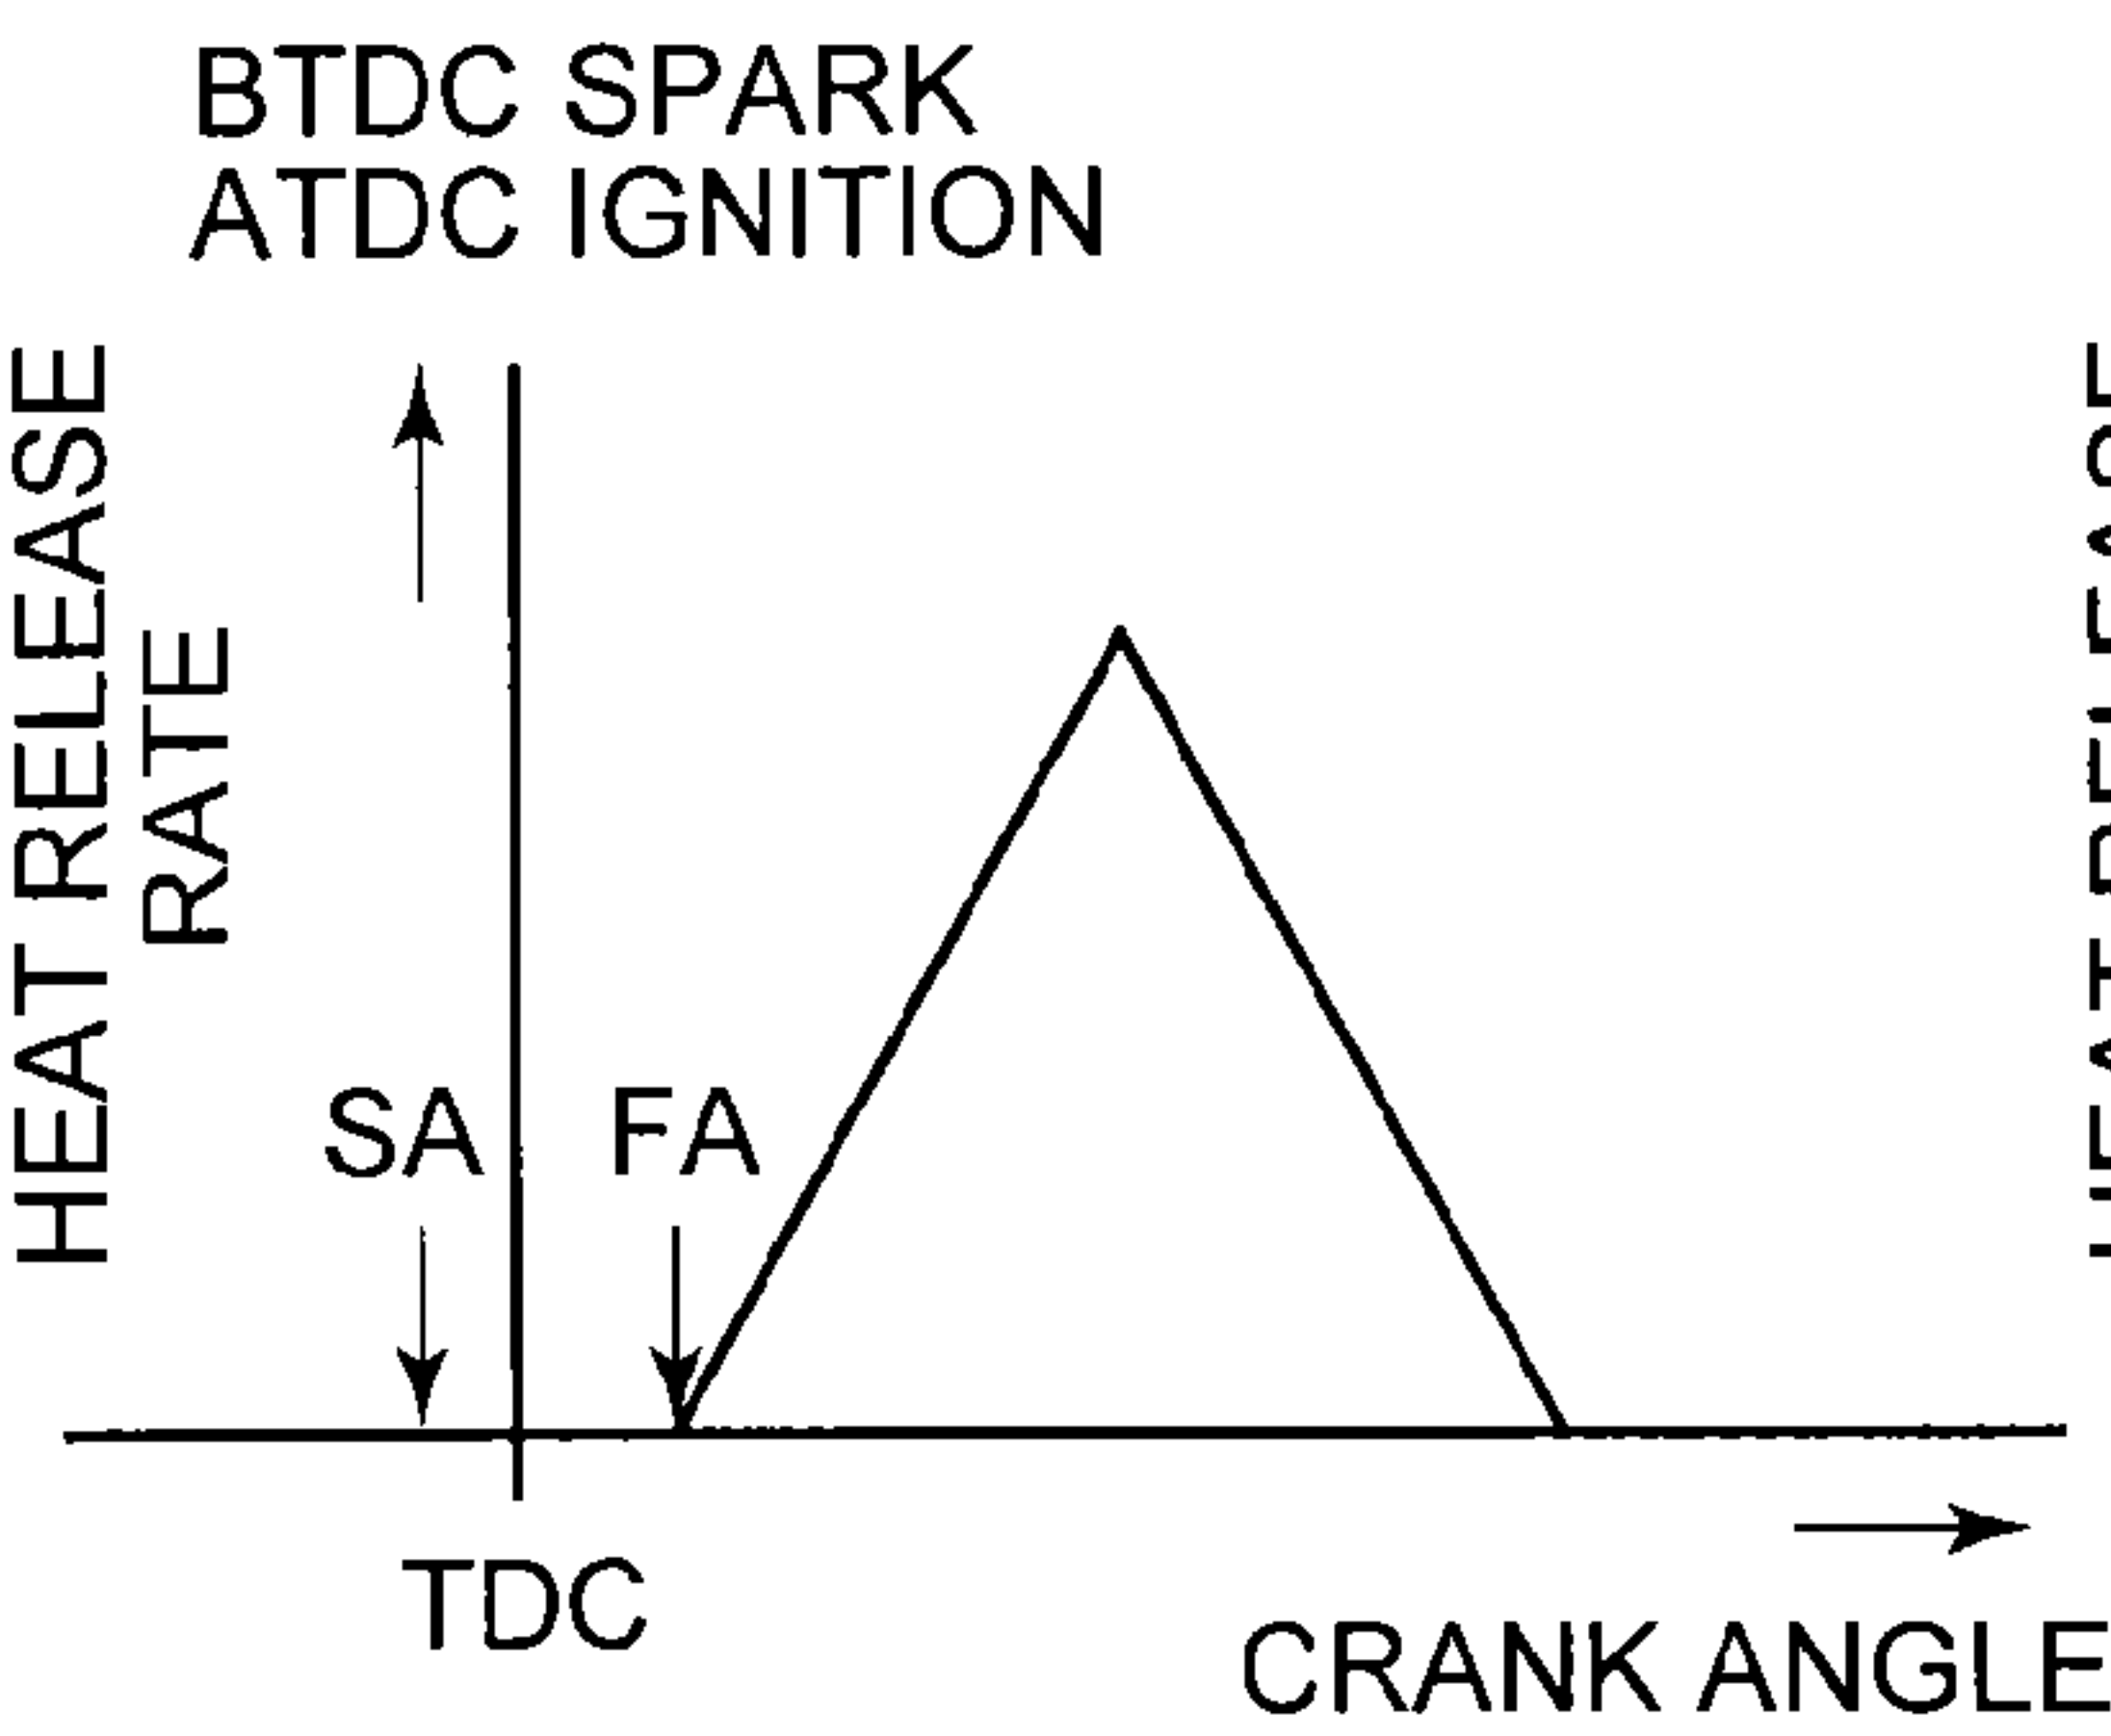 BTDC SPARK
ATDC IGNITION
HEAT RELEASE
RATE
SA
FA
TDC
CRANK ANGLE